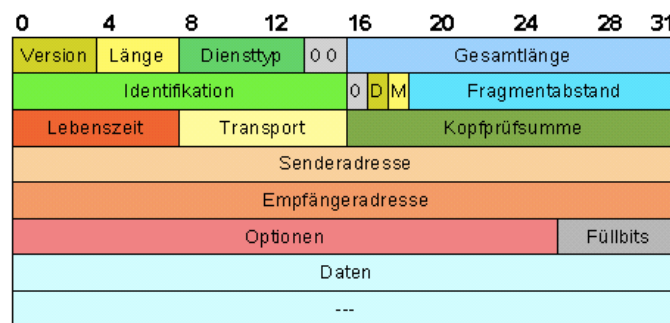 0 4 8 12 16 20 24 28 31
Version Länge Diensttyp 0 0 Gesamtlänge
Identifikation 0 D M Fragmentabstand
Lebenszeit Transport Kopfprüfsumme
Senderadresse
Empfängeradresse
Optionen Füllbits
Daten
---